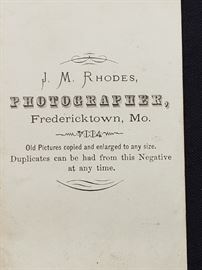 J. M. Rhodes,
PHOTOGRAPHER,
Fredericktown, Mo.
Old Pictures copied and enlarged to any size.
Duplicates can be had from this Negative
at any time.